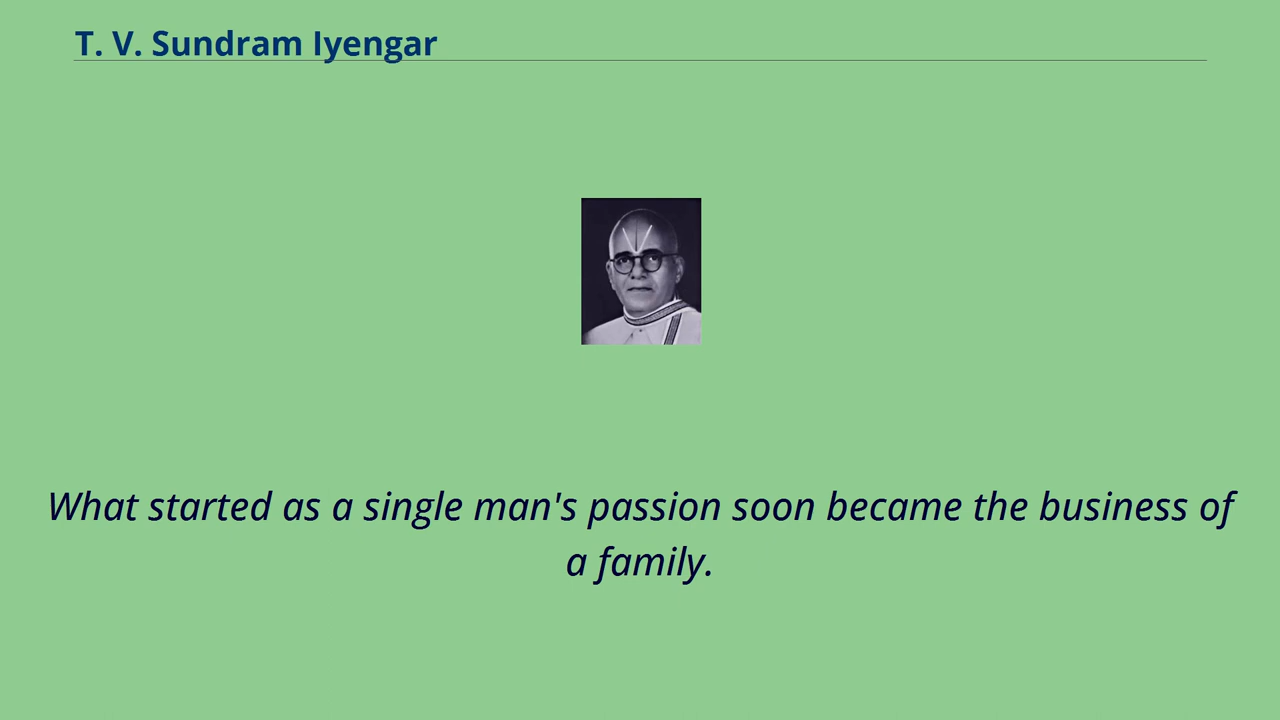 T. V. Sundram Iyengar
What started as a single man's passion soon became the business of
a family.